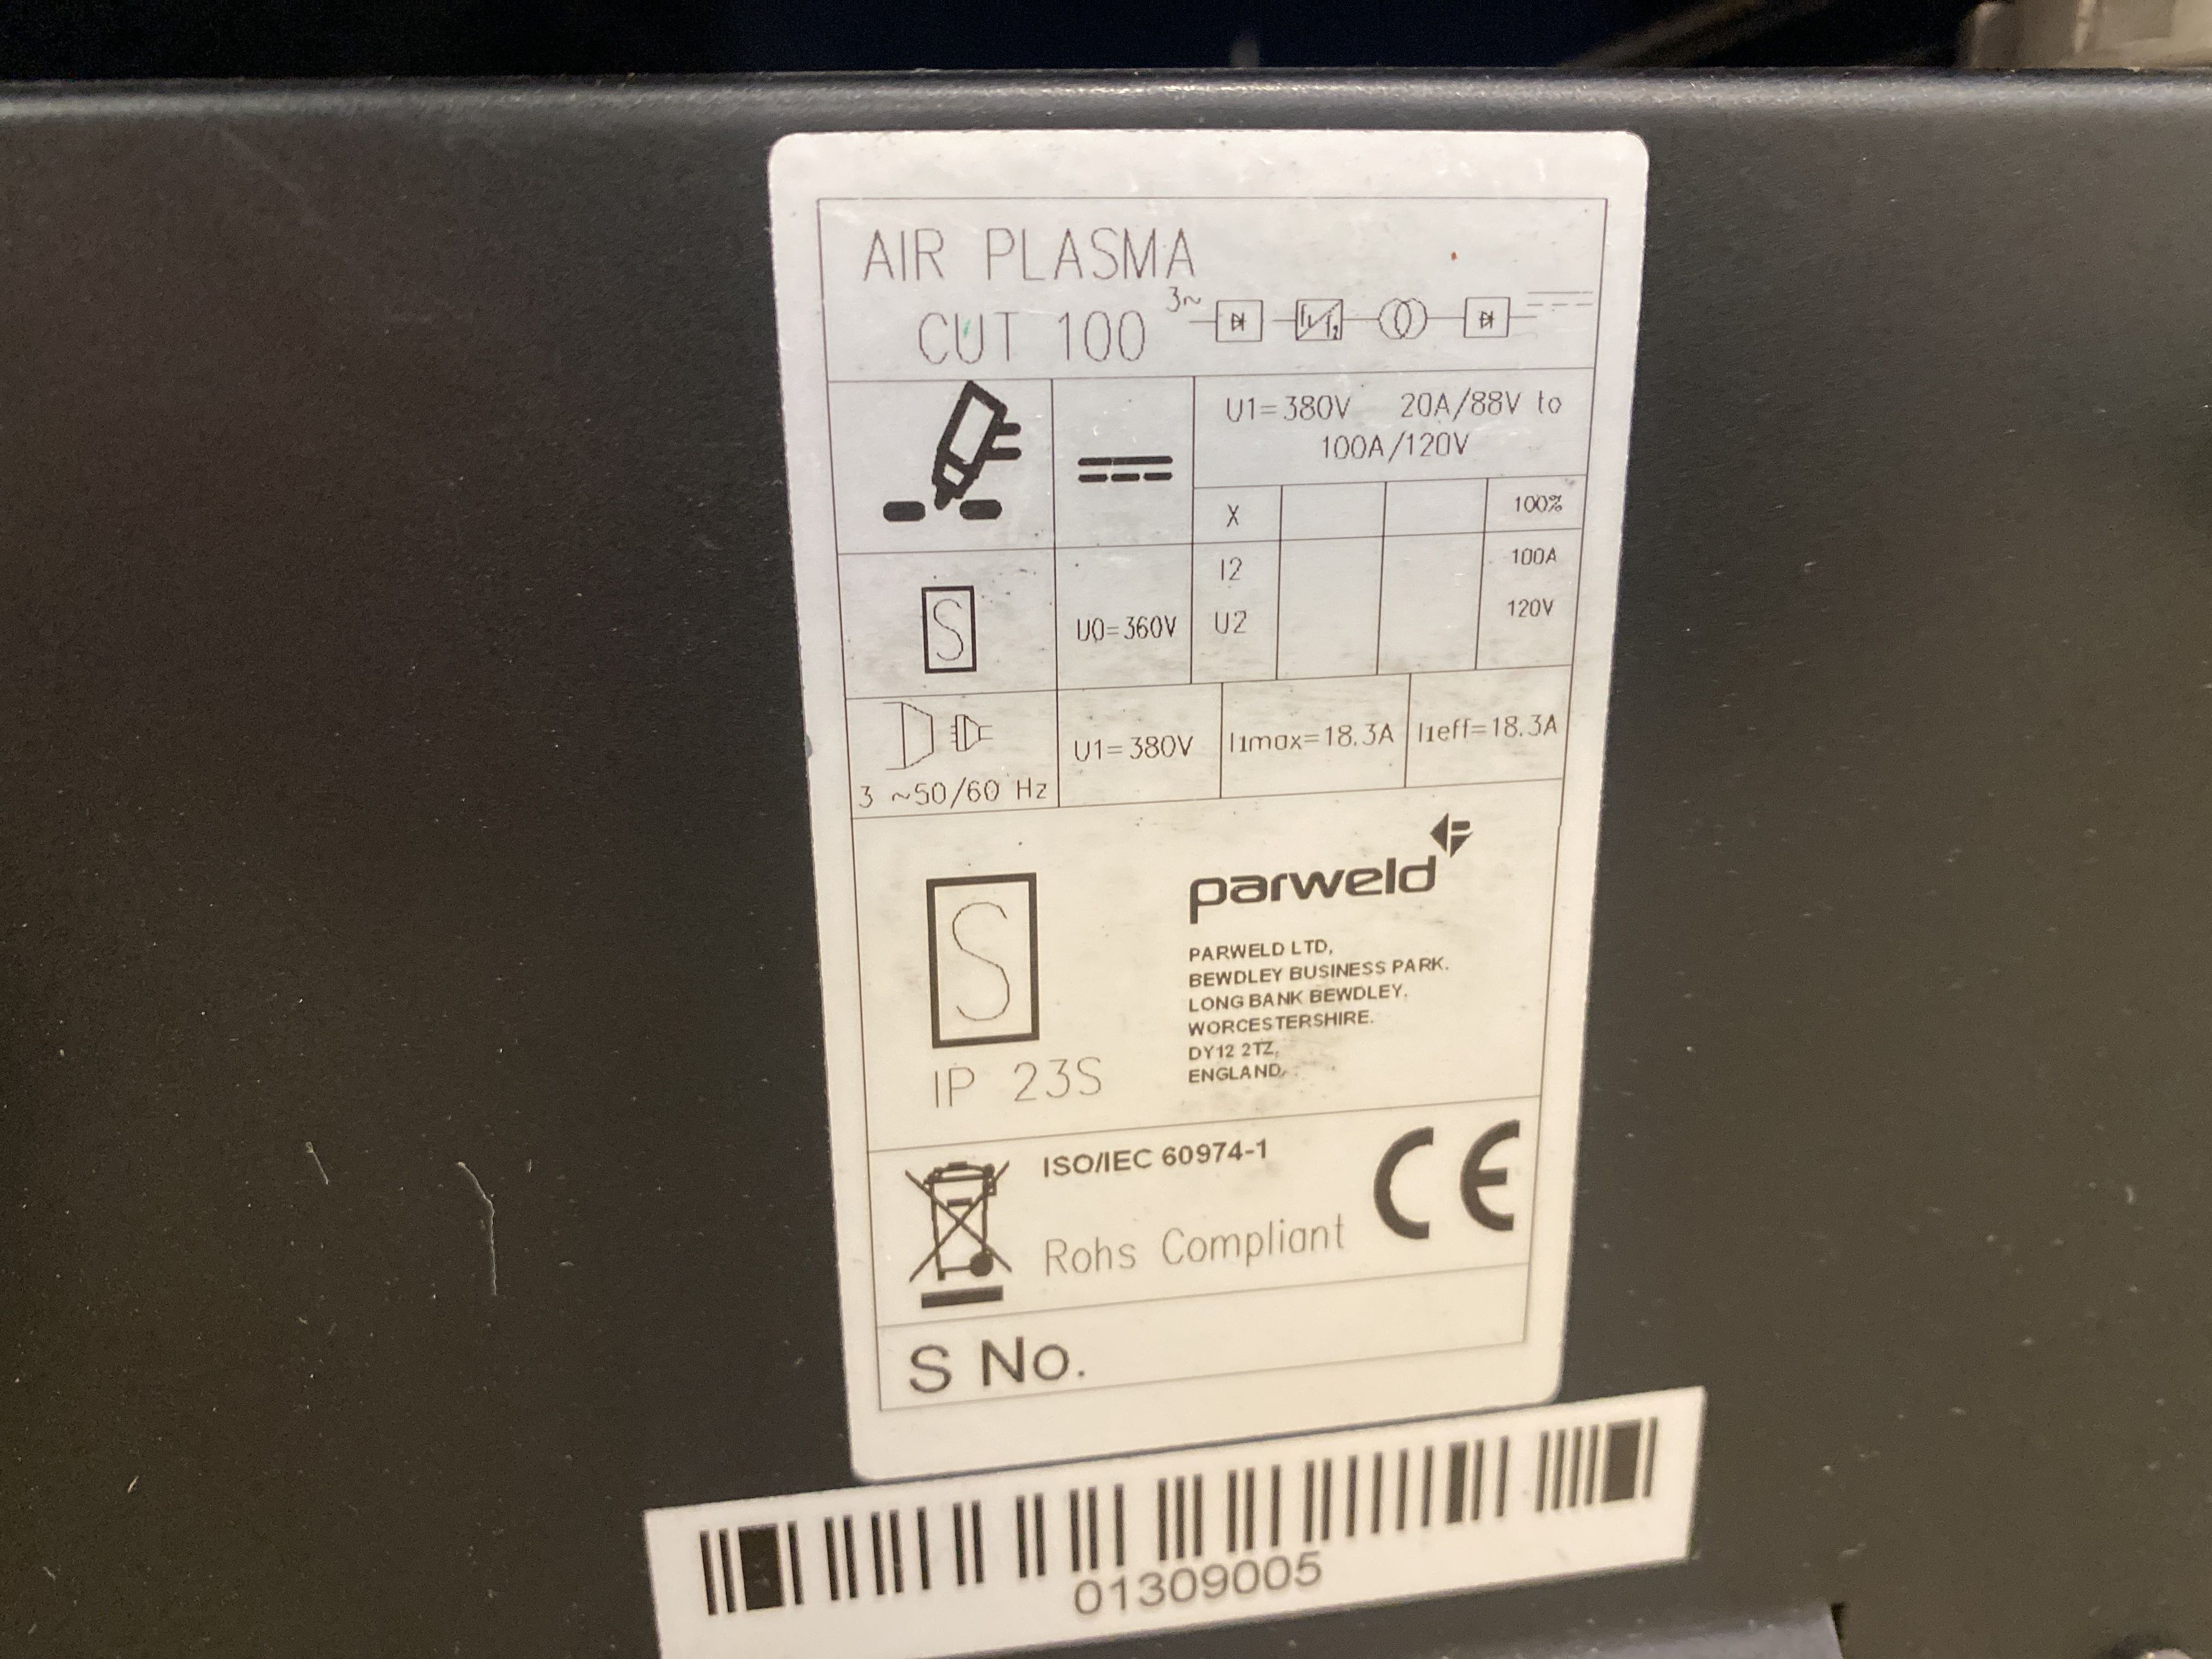 AIR PLASMA
CUT 100
3~
f1 f2
U1=380V 20A/88V to
100A/120V
X 100%
I2 100A
U0=360V U2 120V
3 ~50/60 Hz U1=380V I1max=18.3A I1eff=18.3A
S
S
IP 23S
parweld
PARWELD LTD,
BEWDLEY BUSINESS PARK.
LONG BANK BEWDLEY.
WORCESTERSHIRE.
DY12 2TZ,
ENGLAND,
ISO/IEC 60974-1
CE
Rohs Compliant
S No.
01309005